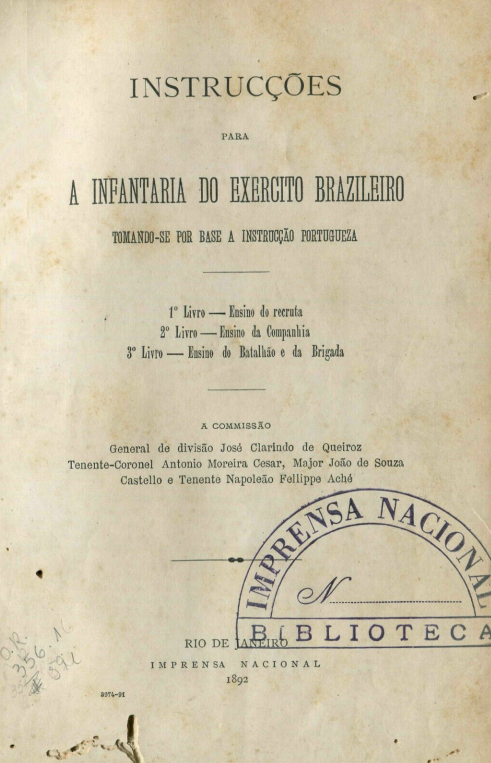 INSTRUCÇÕES
PARA
A INFANTARIA DO EXERCITO BRAZILEIRO
TOMANDO-SE POR BASE A INSTRUCÇÃO PORTUGUEZA
1º Livro — Ensino do recruta
2º Livro — Ensino da Companhia
3º Livro — Ensino do Batalhão e da Brigada
A COMMISSÃO
General de divisão José Clarindo de Queiroz
Tenente-Coronel Antonio Moreira Cesar, Major João de Souza
Castello e Tenente Napoleão Fellippe Aché
IMPRENSA NACIONAL
N
BIBLIOTECA
RIO DE JANEIRO
IMPRENSA NACIONAL
1892
O.R.
356.